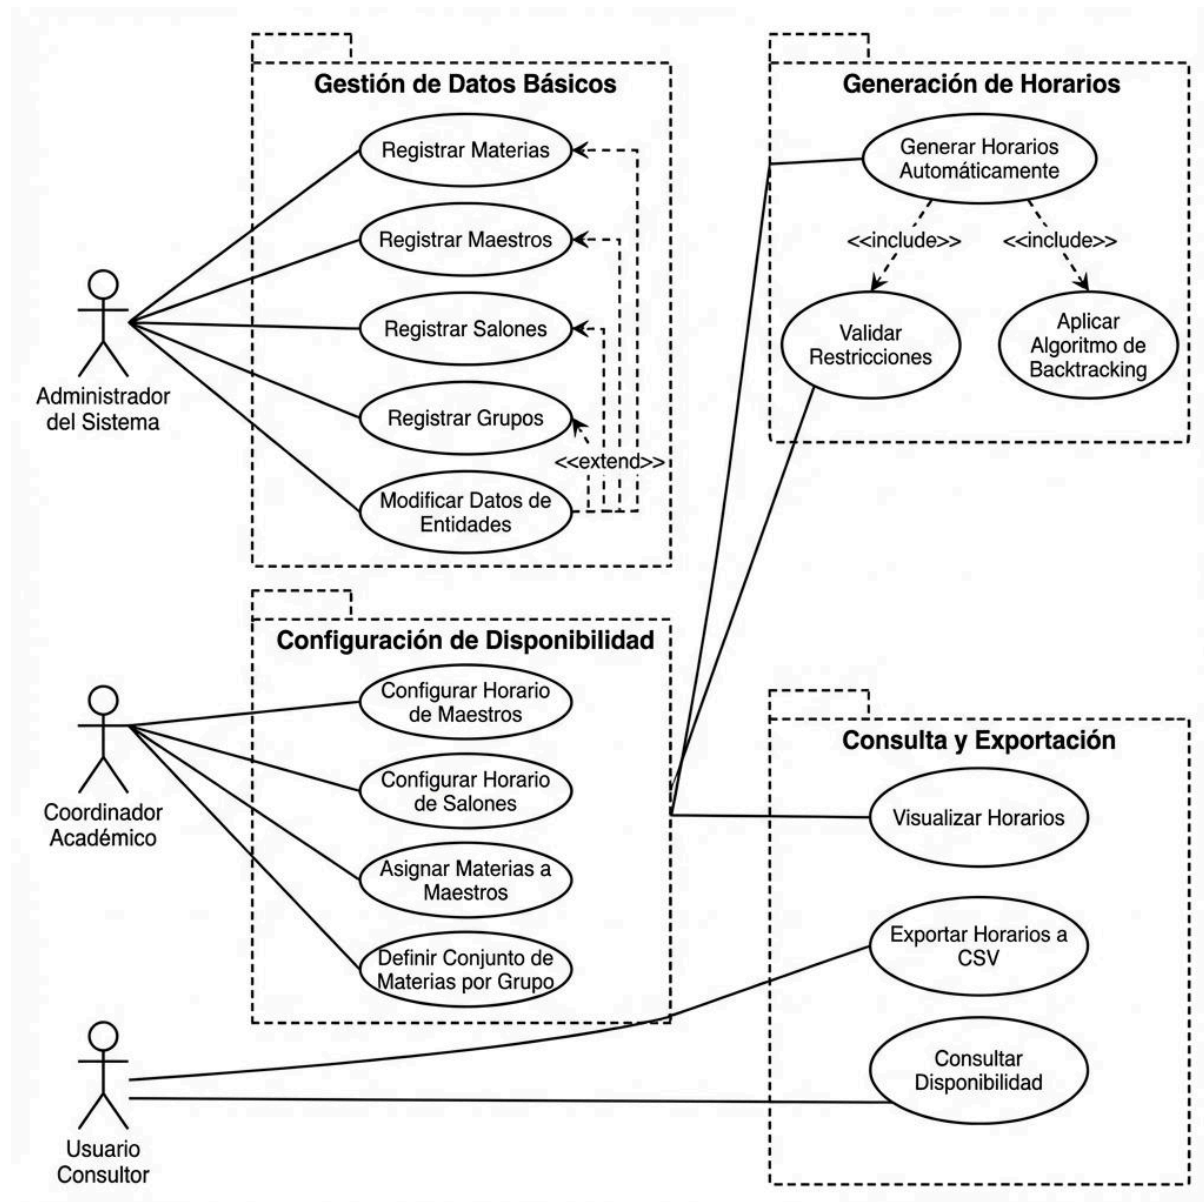 Gestión de Datos Básicos
Registrar Materias
Registrar Maestros
Registrar Salones
Registrar Grupos
<<extend>>
Modificar Datos de
Entidades
Administrador
del Sistema
Generación de Horarios
Generar Horarios
Automáticamente
<<include>>
<<include>>
Validar
Restricciones
Aplicar
Algoritmo de
Backtracking
Configuración de Disponibilidad
Configurar Horario
de Maestros
Configurar Horario
de Salones
Asignar Materias a
Maestros
Definir Conjunto de
Materias por Grupo
Coordinador
Académico
Consulta y Exportación
Visualizar Horarios
Exportar Horarios a
CSV
Consultar
Disponibilidad
Usuario
Consultor